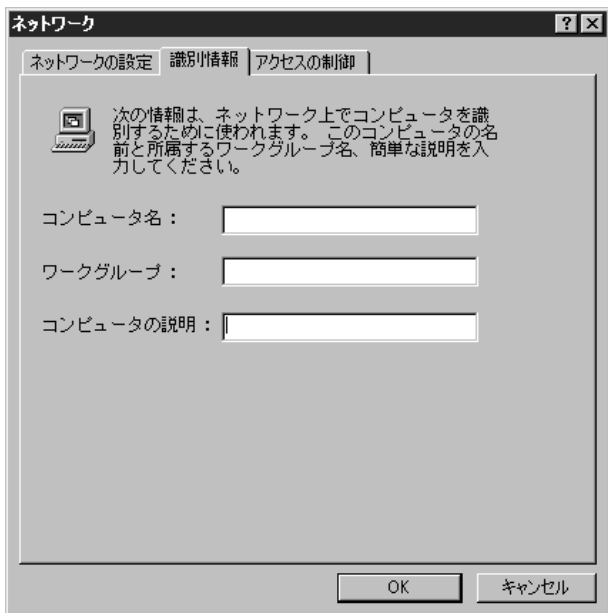 ネットワーク
ネットワークの設定 識別情報 アクセスの制御
次の情報は、ネットワーク上でコンピュータを識
別するために使われます。 このコンピュータの名
前と所属するワークグループ名、簡単な説明を入
力してください。
コンピュータ名：
ワークグループ：
コンピュータの説明：
OK キャンセル